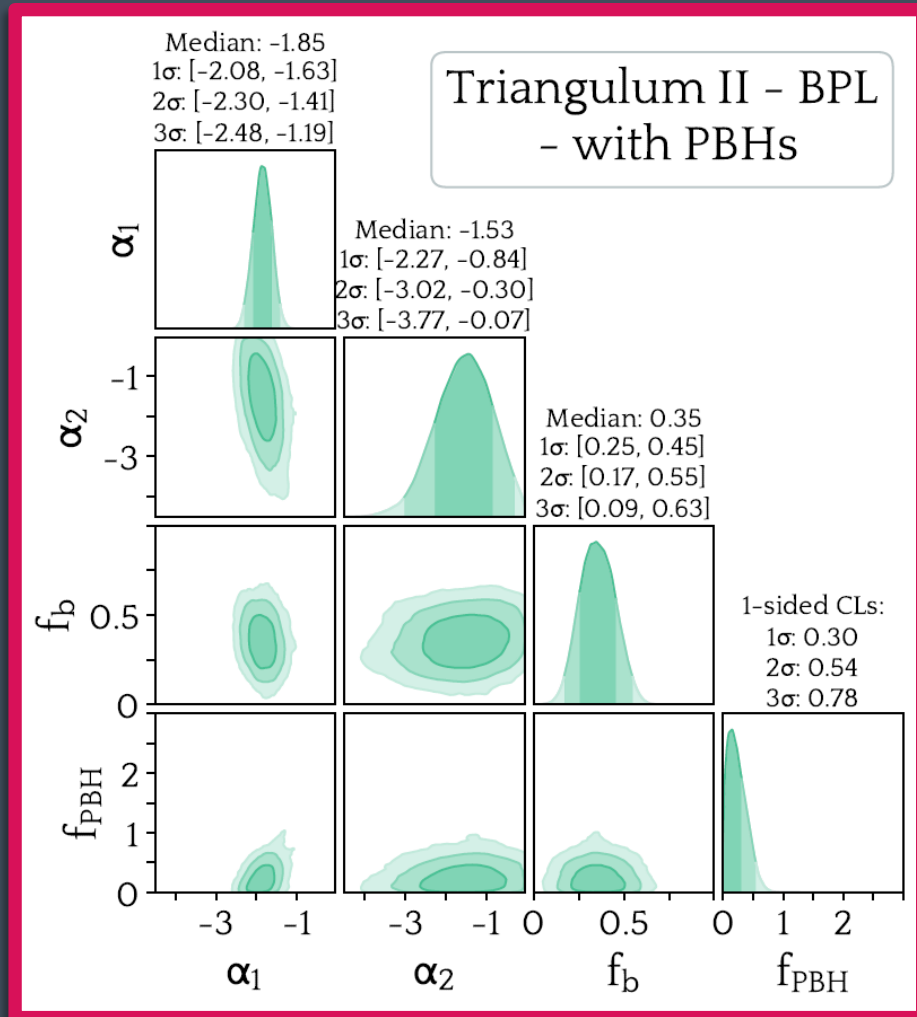 Median: -1.85
1σ: [-2.08, -1.63]
2σ: [-2.30, -1.41]
3σ: [-2.48, -1.19]
Triangulum II – BPL
– with PBHs
α1
Median: -1.53
1σ: [-2.27, -0.84]
2σ: [-3.02, -0.30]
3σ: [-3.77, -0.07]
-1
α2
-3
Median: 0.35
1σ: [0.25, 0.45]
2σ: [0.17, 0.55]
3σ: [0.09, 0.63]
fb
0.5
0
1-sided CLs:
1σ: 0.30
2σ: 0.54
3σ: 0.78
fPBH
2
1
0
-3 -1 -3 -1 0 0.5 0 1 2
α1 α2 fb fPBH